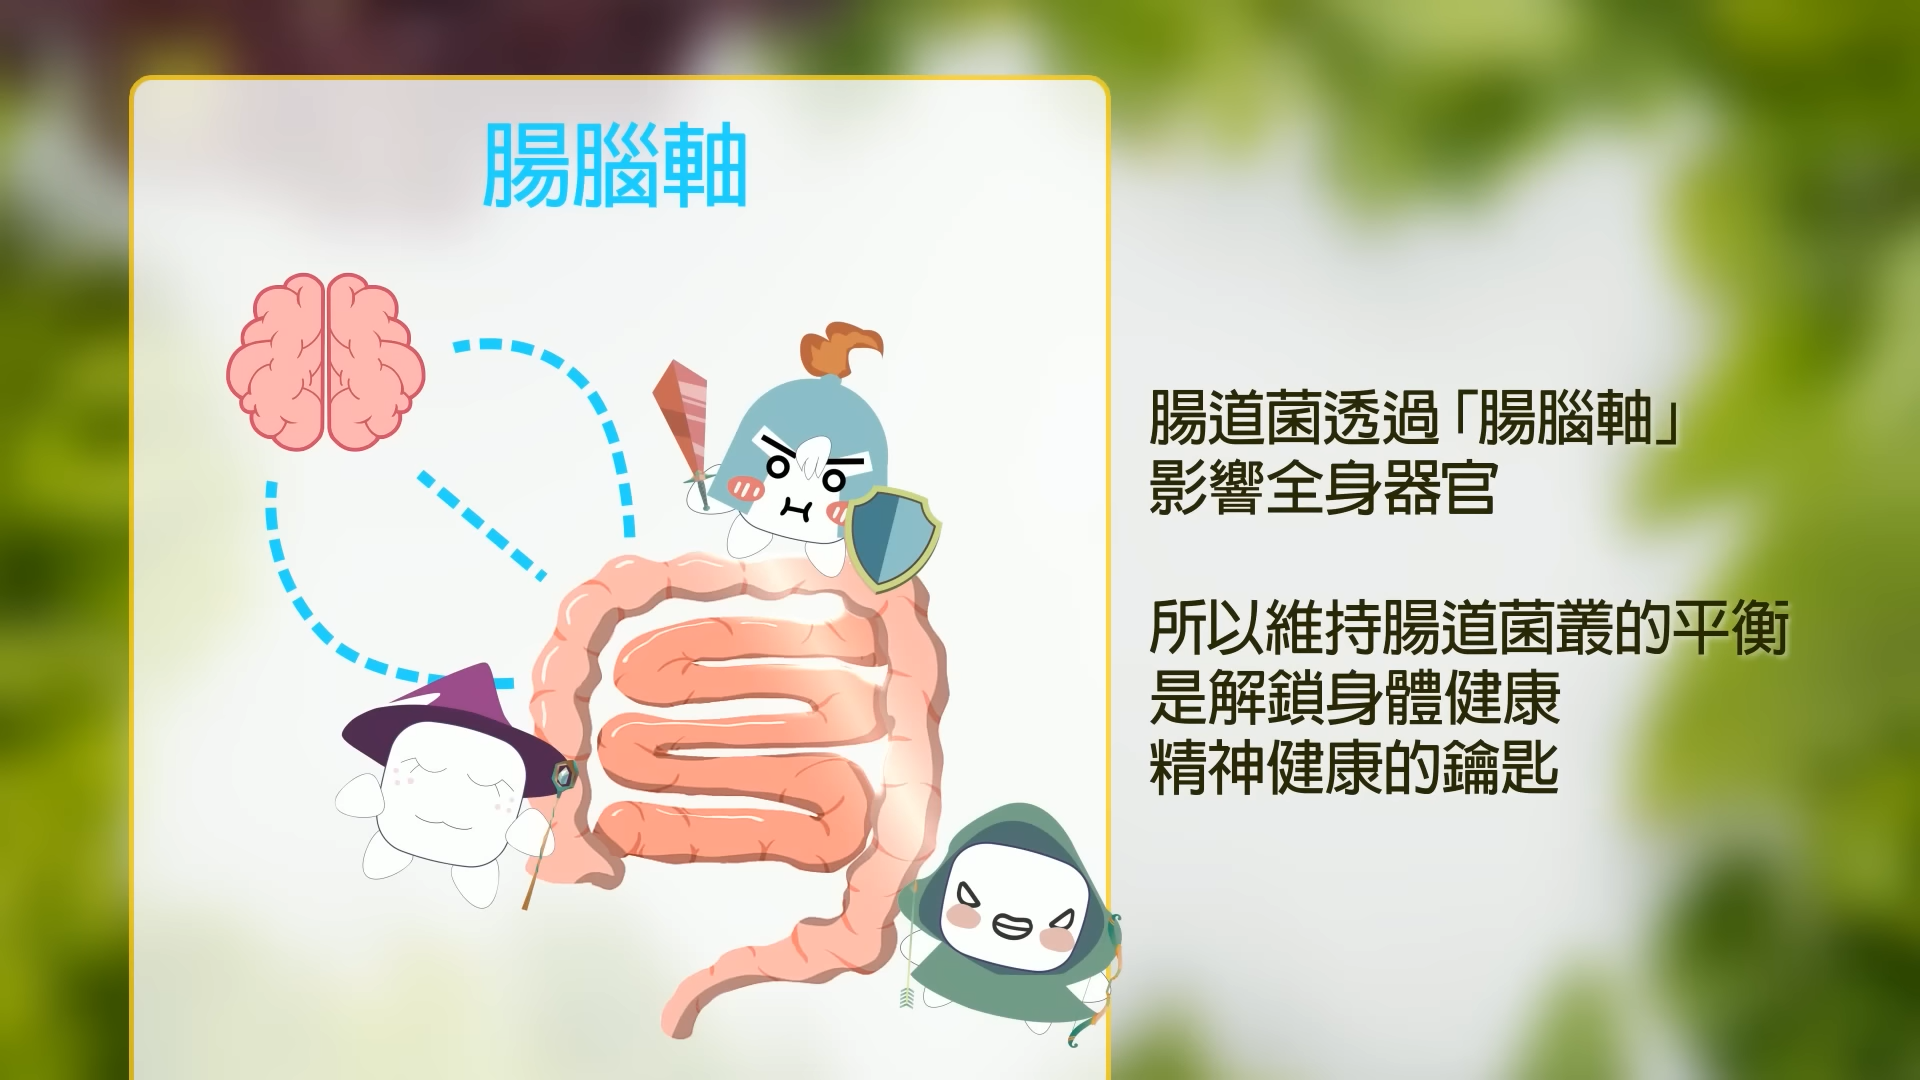 腸腦軸
腸道菌透過「腸腦軸」
影響全身器官
所以維持腸道菌叢的平衡
是解鎖身體健康
精神健康的鑰匙